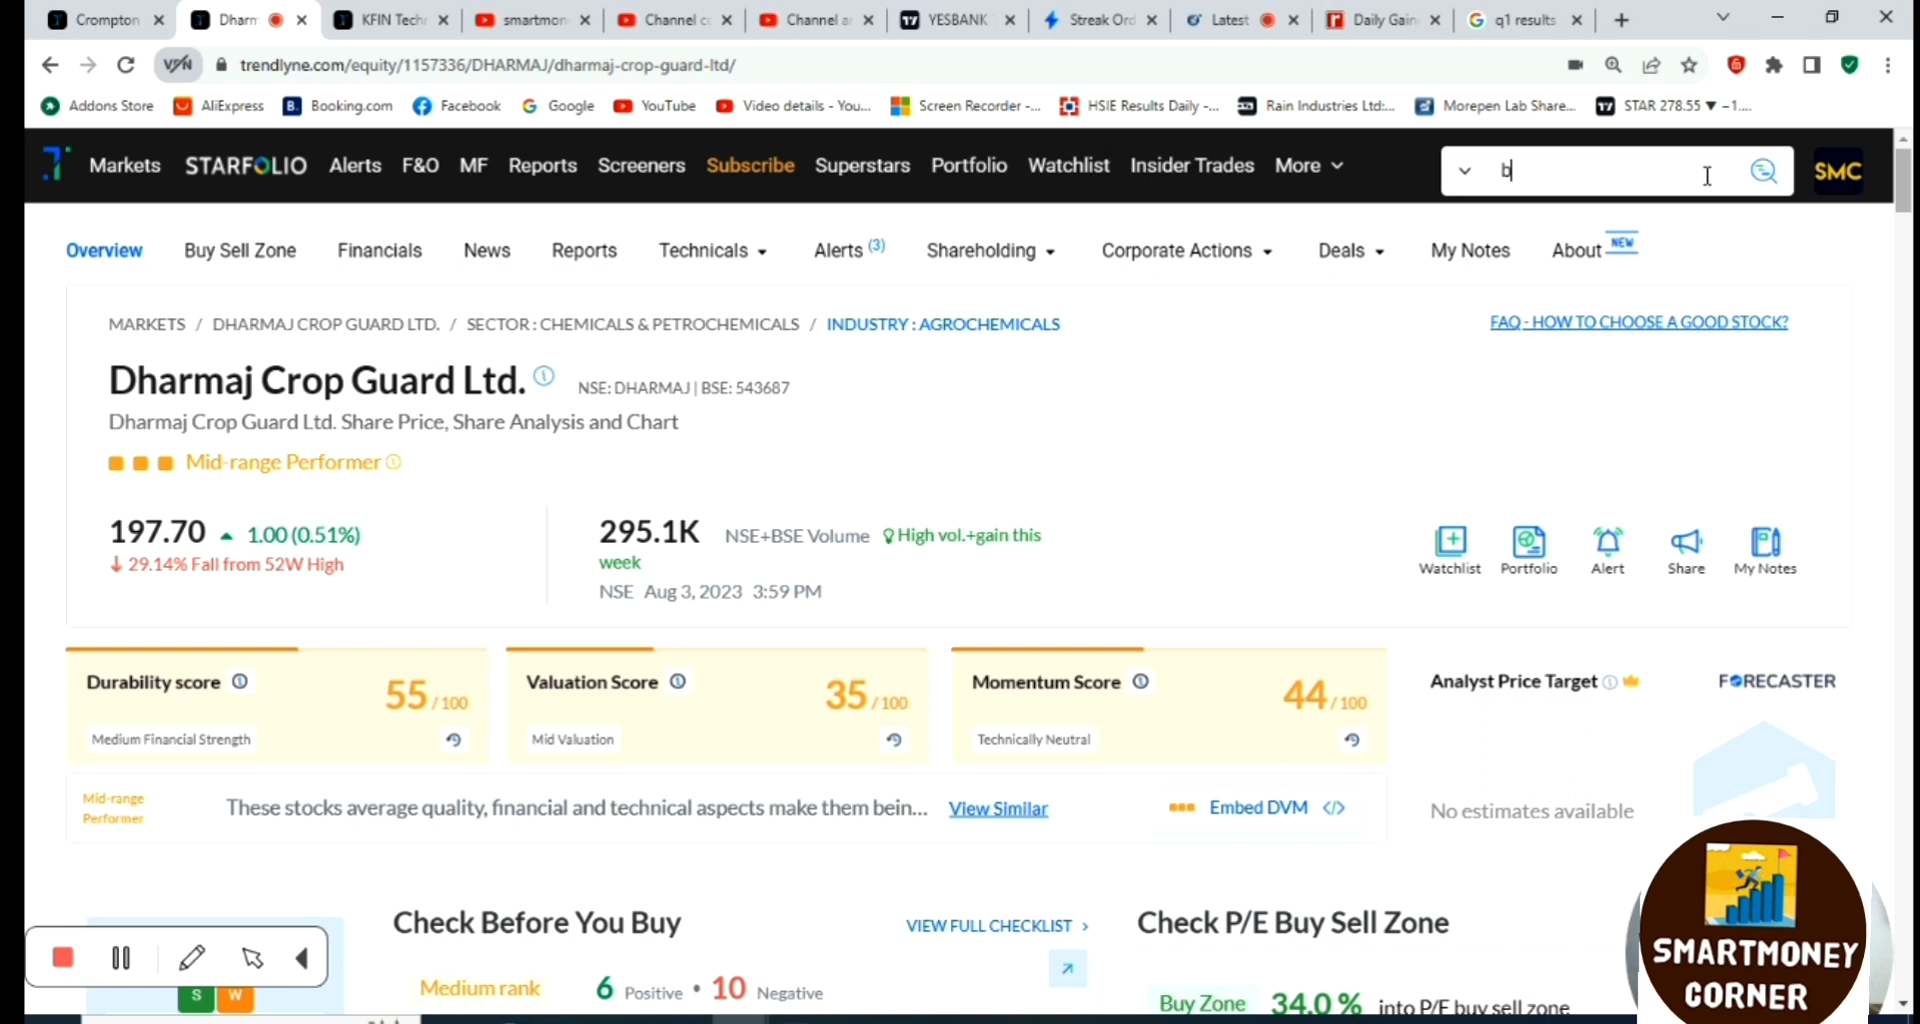 Crompton
Dharm
KFIN Tech
smartmon
Channel co
Channel a
YESBANK
Streak Ord
Latest
Daily Gain
q1 results
VPN
trendlyne.com/equity/1157336/DHARMAJ/dharmaj-crop-guard-ltd/
Addons Store AliExpress Booking.com Facebook Google YouTube Video details - You... Screen Recorder -... HSIE Results Daily -... Rain Industries Ltd:... Morepen Lab Share... STAR 278.55 ▼ −1....
Markets STARFOLIO Alerts F&O MF Reports Screeners Subscribe Superstars Portfolio Watchlist Insider Trades More b SMC
Overview Buy Sell Zone Financials News Reports Technicals Alerts (3) Shareholding Corporate Actions Deals My Notes About NEW
MARKETS / DHARMAJ CROP GUARD LTD. / SECTOR : CHEMICALS & PETROCHEMICALS / INDUSTRY : AGROCHEMICALS
FAQ - HOW TO CHOOSE A GOOD STOCK?
Dharmaj Crop Guard Ltd. NSE: DHARMAJ | BSE: 543687
Dharmaj Crop Guard Ltd. Share Price, Share Analysis and Chart
Mid-range Performer
197.70 ▲ 1.00 (0.51%)
↓ 29.14% Fall from 52W High
295.1K NSE+BSE Volume High vol.+gain this
week
NSE Aug 3, 2023 3:59 PM
Watchlist Portfolio Alert Share My Notes
Durability score 55 / 100
Medium Financial Strength
Valuation Score 35 / 100
Mid Valuation
Momentum Score 44 / 100
Technically Neutral
Analyst Price Target FORECASTER
No estimates available
Mid-range
Performer
These stocks average quality, financial and technical aspects make them bein... View Similar
Embed DVM </>
Check Before You Buy VIEW FULL CHECKLIST >
Medium rank 6 Positive • 10 Negative
S W
Check P/E Buy Sell Zone
Buy Zone 34.0 % into P/E buy sell zone
SMARTMONEY
CORNER